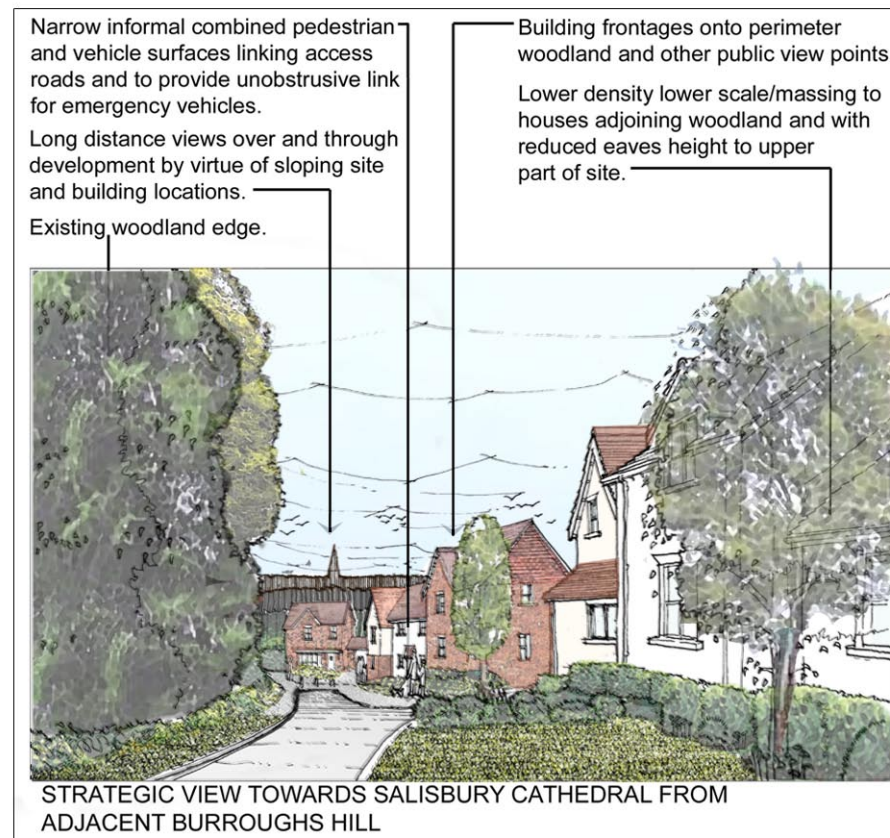 Narrow informal combined pedestrian
and vehicle surfaces linking access
roads and to provide unobstrusive link
for emergency vehicles.
Long distance views over and through
development by virtue of sloping site
and building locations.
Existing woodland edge.
Building frontages onto perimeter
woodland and other public view points
Lower density lower scale/massing to
houses adjoining woodland and with
reduced eaves height to upper
part of site.
STRATEGIC VIEW TOWARDS SALISBURY CATHEDRAL FROM
ADJACENT BURROUGHS HILL